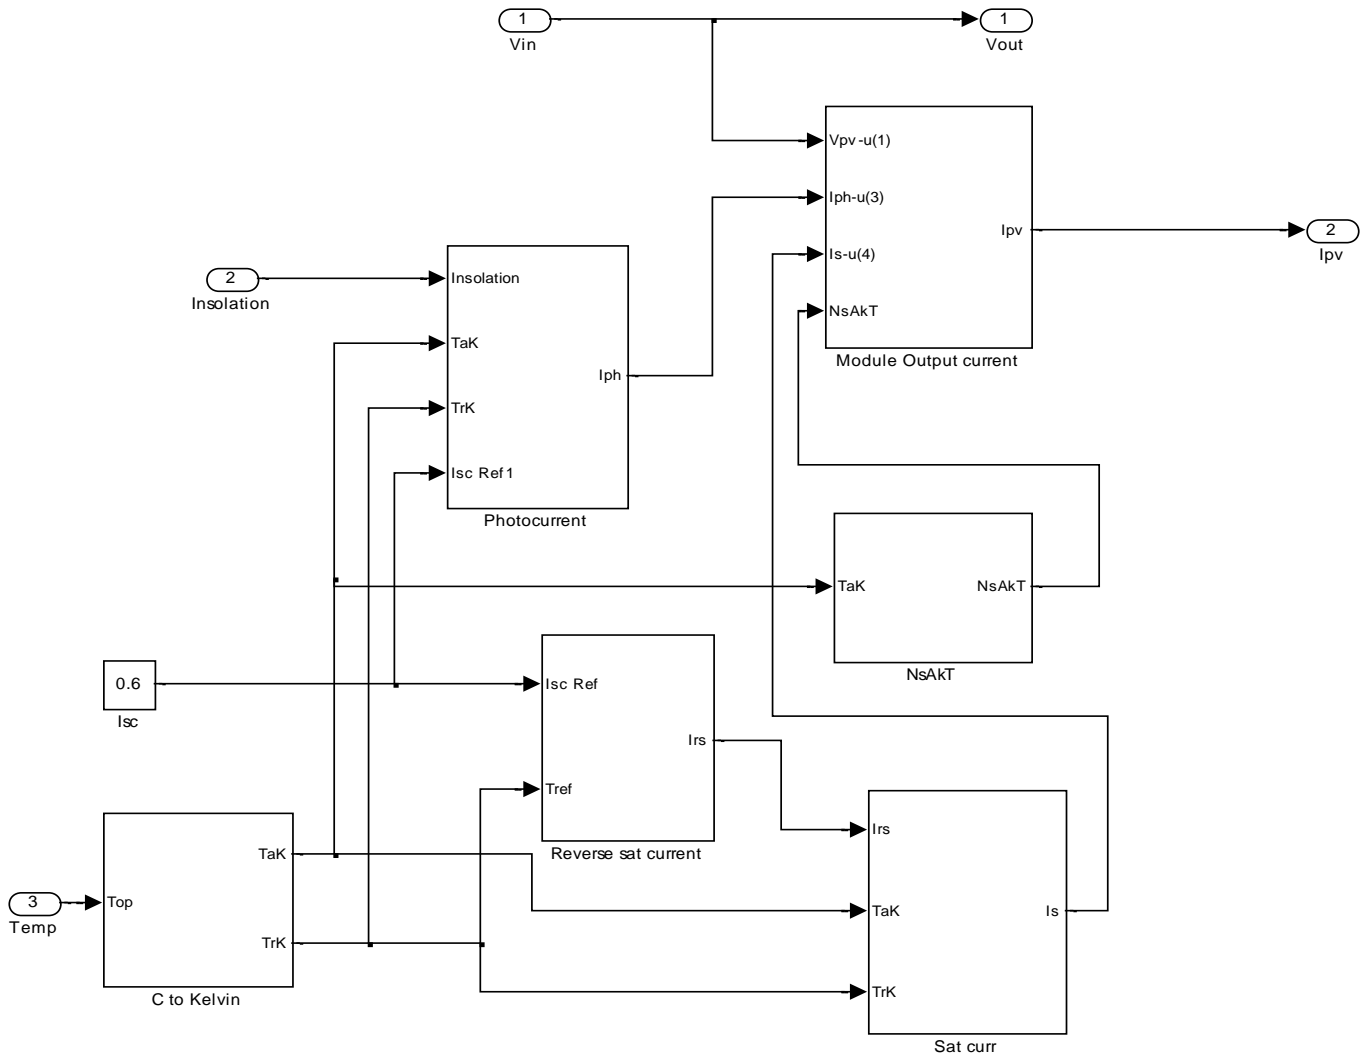 1
Vin
1
Vout
Vpv-u(1)
Iph-u(3)
Is-u(4)
NsAkT
Ipv
Module Output current
2
Ipv
2
Insolation
Insolation
TaK
TrK
Isc Ref1
Iph
Photocurrent
TaK
NsAkT
NsAkT
0.6
Isc
Isc Ref
Tref
Irs
Reverse sat current
3
Temp
Top
TaK
TrK
C to Kelvin
Irs
TaK
TrK
Is
Sat curr